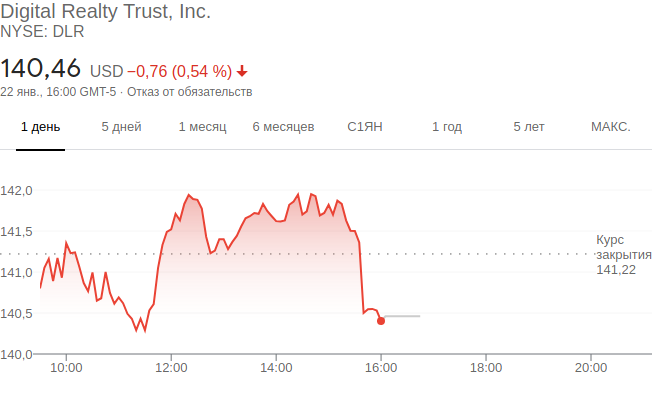 Digital Realty Trust, Inc.
NYSE: DLR
140,46 USD −0,76 (0,54 %)
22 янв., 16:00 GMT-5 · Отказ от обязательств
1 день 5 дней 1 месяц 6 месяцев С1ЯН 1 год 5 лет МАКС.
142,0
141,5
Курс
закрытия
141,22
141,0
140,5
140,0
10:00 12:00 14:00 16:00 18:00 20:00